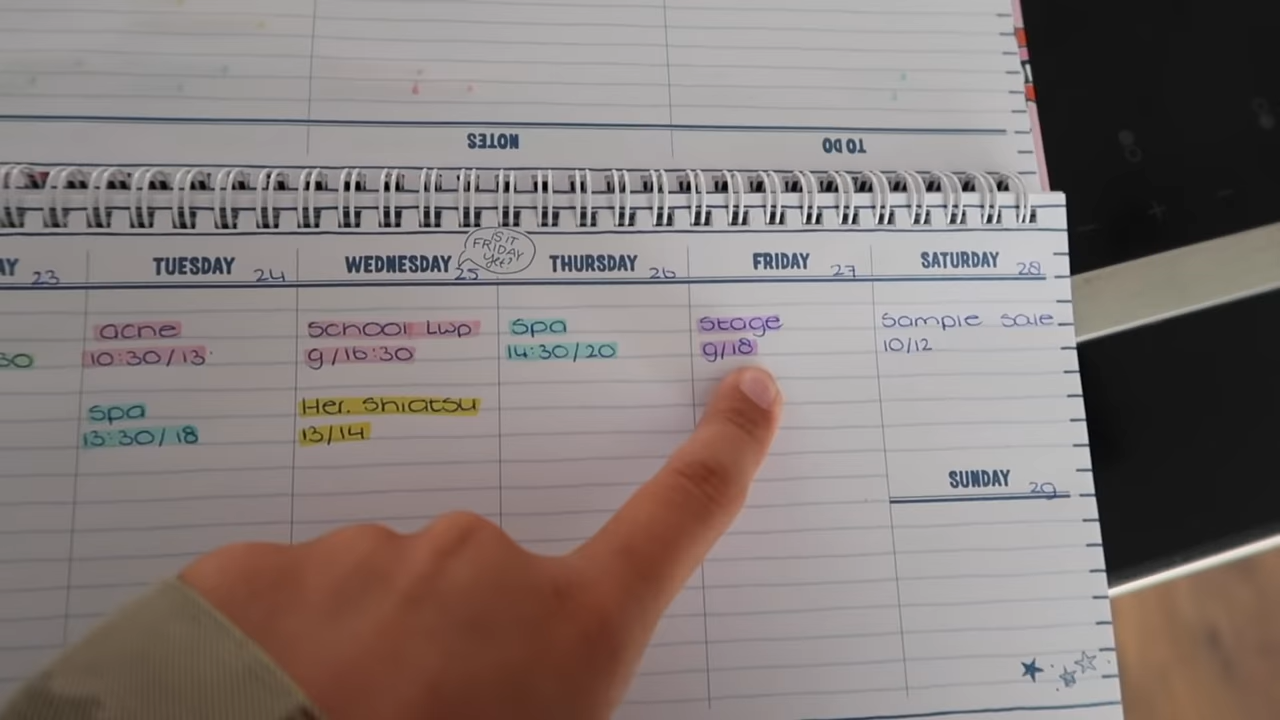 NOTES
TO DO
AY 23
TUESDAY 24
WEDNESDAY 25
IS IT
FRIDAY
yet?
THURSDAY 26
FRIDAY 27
SATURDAY 28
30
acne
10:30/13
Spa
13:30/18
School LWP
9/16:30
Her. Shiatsu
13/14
Spa
14:30/20
Stage
9/18
Sample Sale
10/12
SUNDAY 29